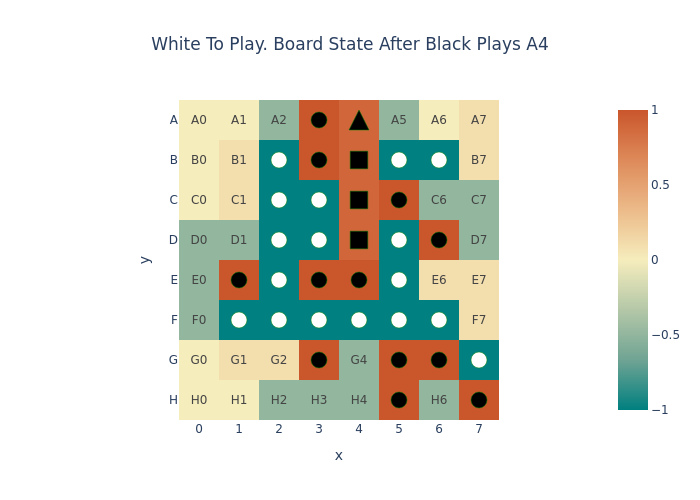 White To Play. Board State After Black Plays A4
A A0 A1 A2 A5 A6 A7
B B0 B1 B7
C C0 C1 C6 C7
D D0 D1 D7
E E0 E6 E7
F F0 F7
G G0 G1 G2 G4
H H0 H1 H2 H3 H4 H6
0 1 2 3 4 5 6 7
x
y
1
0.5
0
−0.5
−1